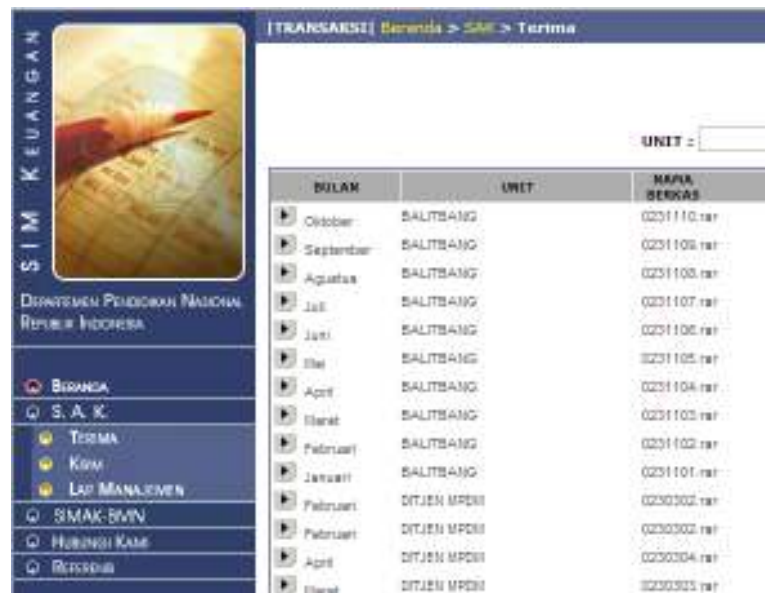 [TRANSAKSI] Beranda > SAK > Terima
SIM KEUANGAN
UNIT :
BULAN UNIT NAMA BERKAS
Oktober BALITBANG 0231110.rar
September BALITBANG 0231109.rar
Agustus BALITBANG 0231108.rar
Juli BALITBANG 0231107.rar
Juni BALITBANG 0231106.rar
Mei BALITBANG 0231105.rar
April BALITBANG 0231104.rar
Maret BALITBANG 0231103.rar
Februari BALITBANG 0231102.rar
Januari BALITBANG 0231101.rar
Februari DITJEN MPDM 0230302.rar
Februari DITJEN MPDM 0230302.rar
April DITJEN MPDM 0230304.rar
Maret DITJEN MPDM 0230303.rar
DEPARTEMEN PENDIDIKAN NASIONAL
REPUBLIK INDONESIA
BERANDA
S. A. K.
TERIMA
KIRIM
LAP MANAJEMEN
SIMAK-BMN
HUBUNGI KAMI
REFERENSI